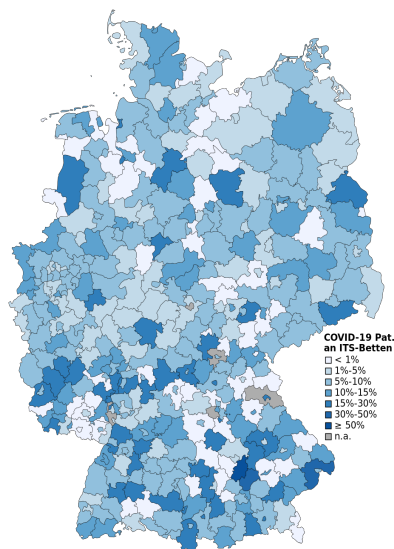 COVID-19 Pat.
an ITS-Betten
< 1%
1%-5%
5%-10%
10%-15%
15%-30%
30%-50%
≥ 50%
n.a.